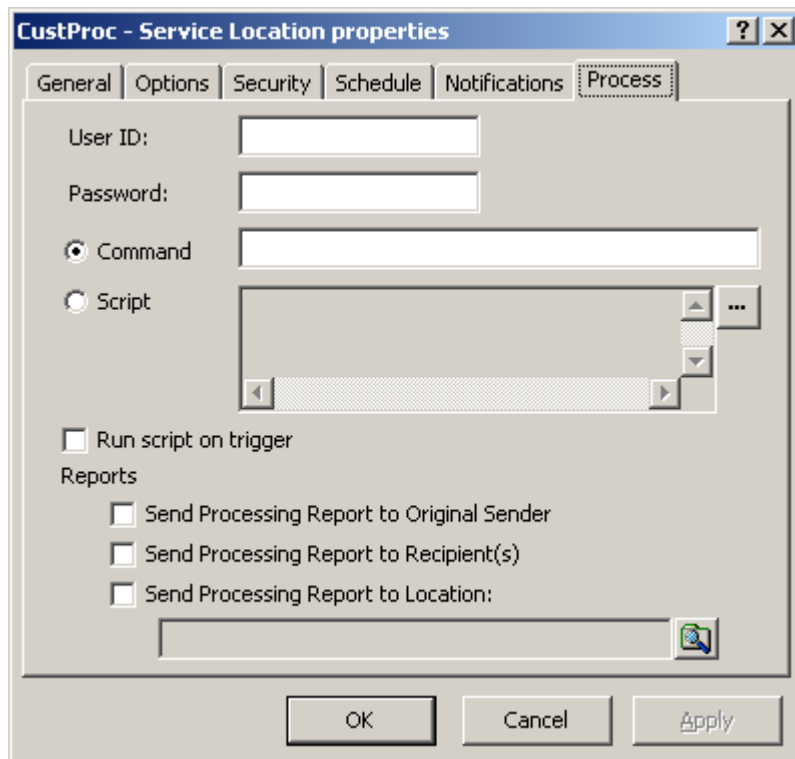 CustProc - Service Location properties
General Options Security Schedule Notifications Process
User ID:
Password:
Command
Script
...
Run script on trigger
Reports
Send Processing Report to Original Sender
Send Processing Report to Recipient(s)
Send Processing Report to Location:
OK Cancel Apply